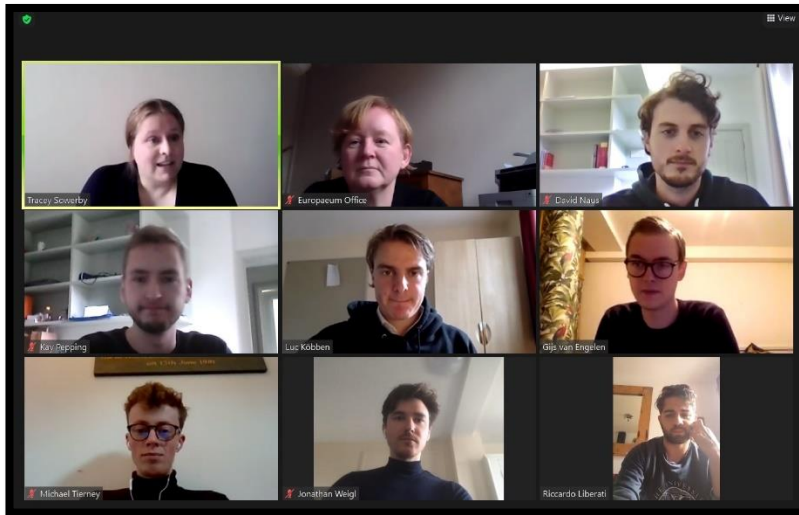 View
Tracey Sowerby
Europaeum Office
David Naus
Kay Pepping
Luc Köbben
Gijs van Engelen
Michael Tierney
Jonathan Weigl
Riccardo Liberati